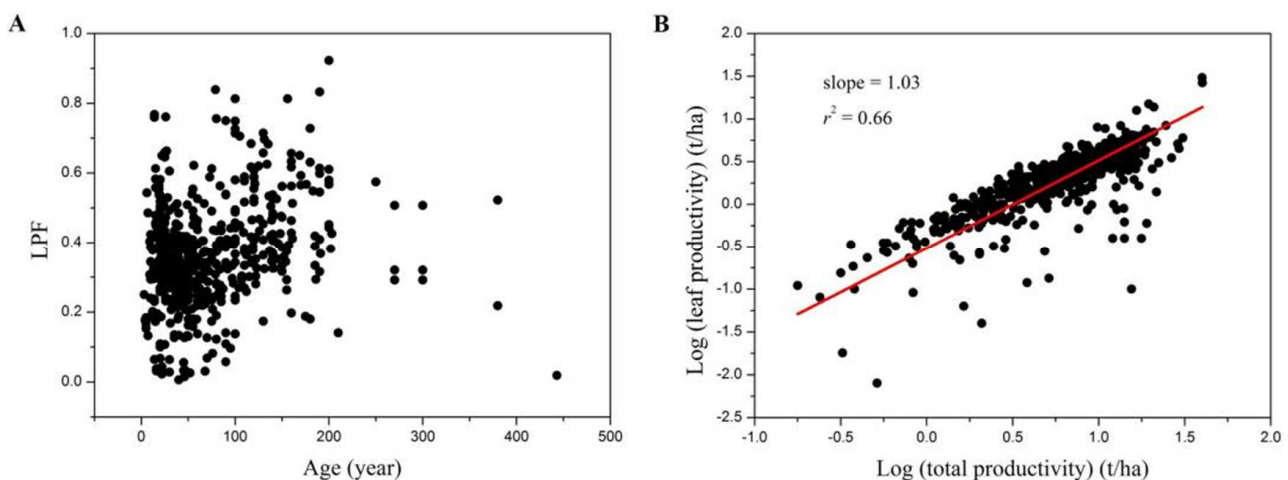 A
1.0
0.8
0.6
0.4
0.2
0.0
LPF
0 100 200 300 400 500
Age (year)
B
2.0
1.5
1.0
0.5
0.0
-0.5
-1.0
-1.5
-2.0
-2.5
Log (leaf productivity) (t/ha)
slope = 1.03
r² = 0.66
-1.0 -0.5 0.0 0.5 1.0 1.5 2.0
Log (total productivity) (t/ha)